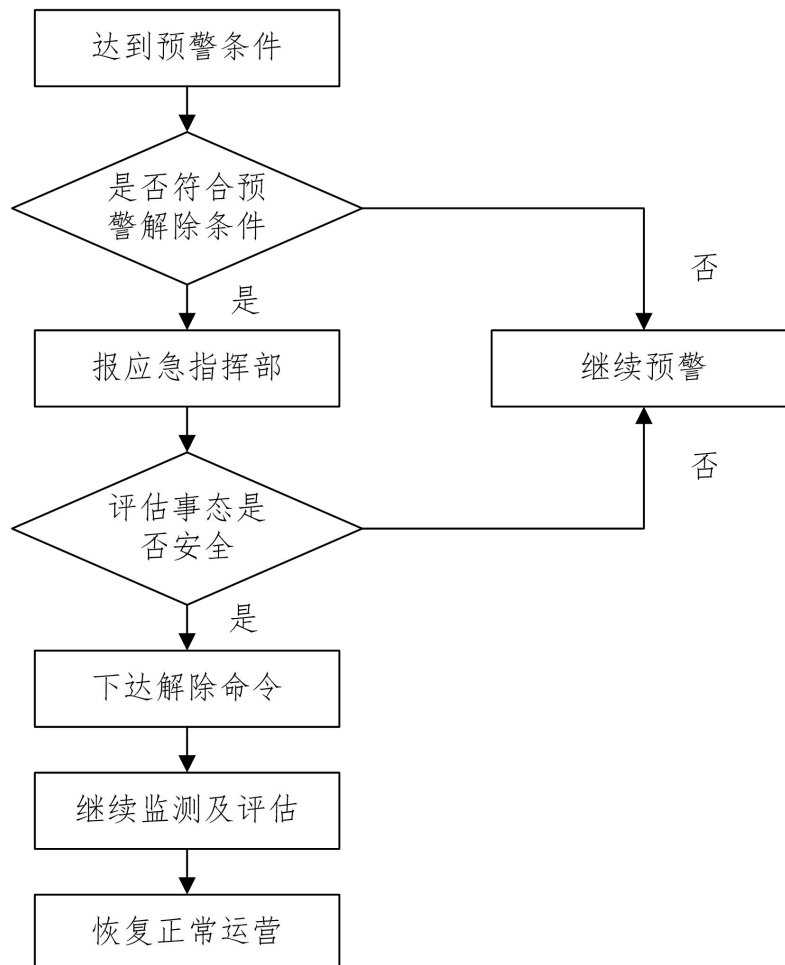 达到预警条件
是否符合预
警解除条件
否
是
报应急指挥部
继续预警
否
评估事态是
否安全
是
下达解除命令
继续监测及评估
恢复正常运营